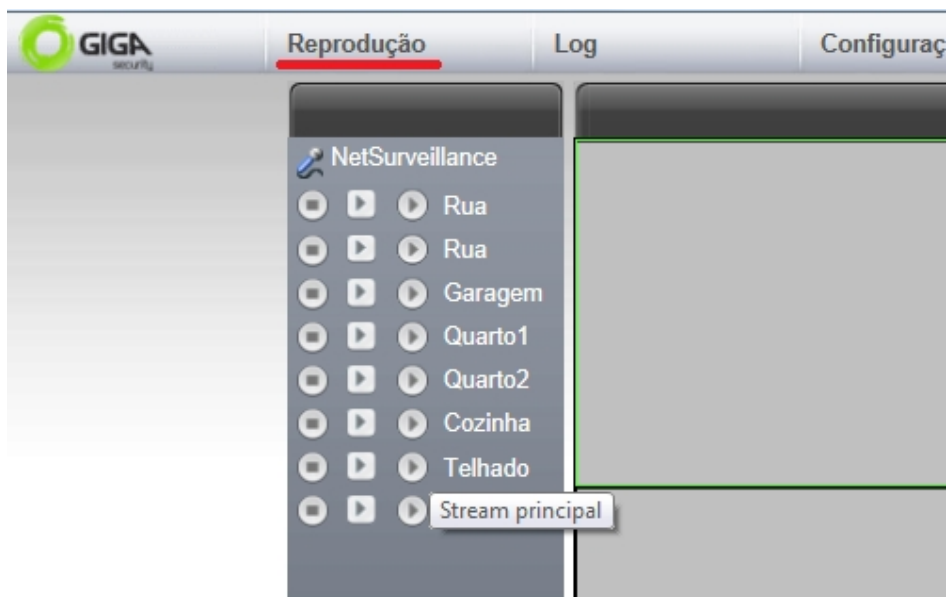 GIGA
security
Reprodução
Log
Configuraç
NetSurveillance
Rua
Rua
Garagem
Quarto1
Quarto2
Cozinha
Telhado
Stream principal